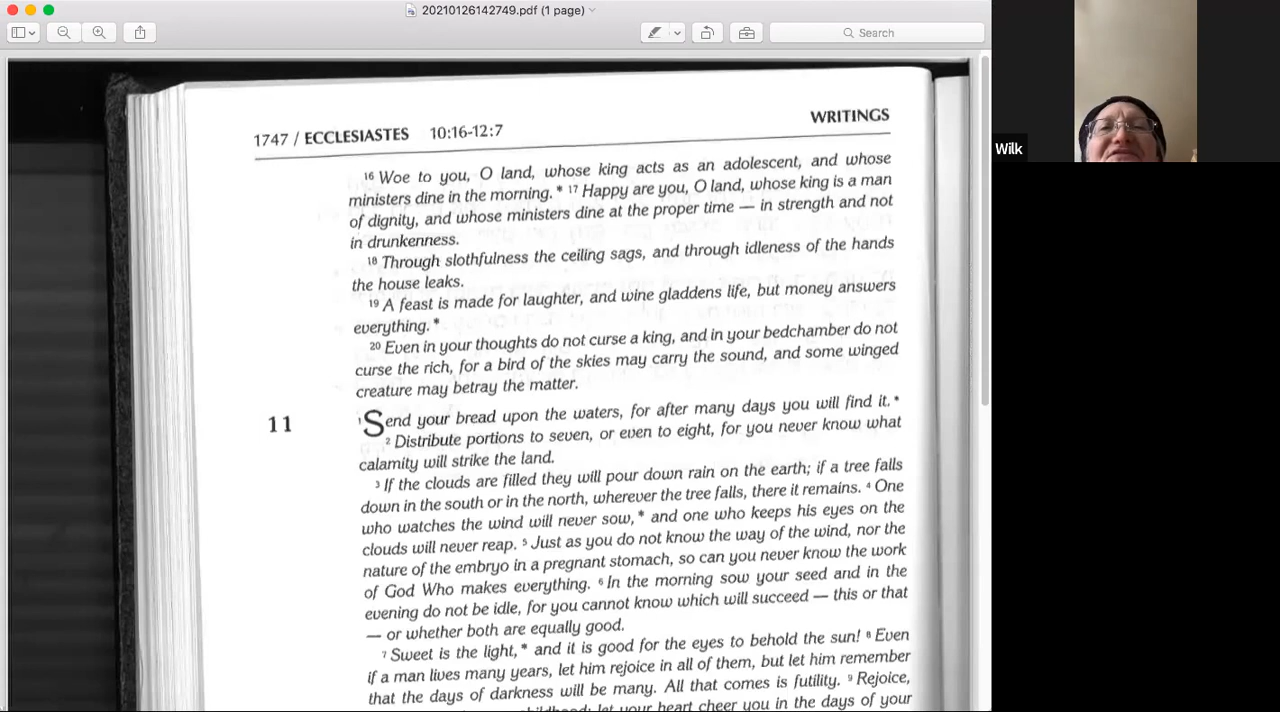 20210126142749.pdf (1 page)
Search
1747 / ECCLESIASTES 10:16-12:7
WRITINGS
16 Woe to you, O land, whose king acts as an adolescent, and whose
ministers dine in the morning.* 17 Happy are you, O land, whose king is a man
of dignity, and whose ministers dine at the proper time — in strength and not
in drunkenness.
18 Through slothfulness the ceiling sags, and through idleness of the hands
the house leaks.
19 A feast is made for laughter, and wine gladdens life, but money answers
everything.*
20 Even in your thoughts do not curse a king, and in your bedchamber do not
curse the rich, for a bird of the skies may carry the sound, and some winged
creature may betray the matter.
11
1 Send your bread upon the waters, for after many days you will find it.*
2 Distribute portions to seven, or even to eight, for you never know what
calamity will strike the land.
3 If the clouds are filled they will pour down rain on the earth; if a tree falls
down in the south or in the north, wherever the tree falls, there it remains. 4 One
who watches the wind will never sow,* and one who keeps his eyes on the
clouds will never reap. 5 Just as you do not know the way of the wind, nor the
nature of the embryo in a pregnant stomach, so can you never know the work
of God Who makes everything. 6 In the morning sow your seed and in the
evening do not be idle, for you cannot know which will succeed — this or that
— or whether both are equally good.
7 Sweet is the light,* and it is good for the eyes to behold the sun! 8 Even
if a man lives many years, let him rejoice in all of them, but let him remember
that the days of darkness will be many. All that comes is futility. 9 Rejoice,
childhood; let your heart cheer you in the days of your
Wilk